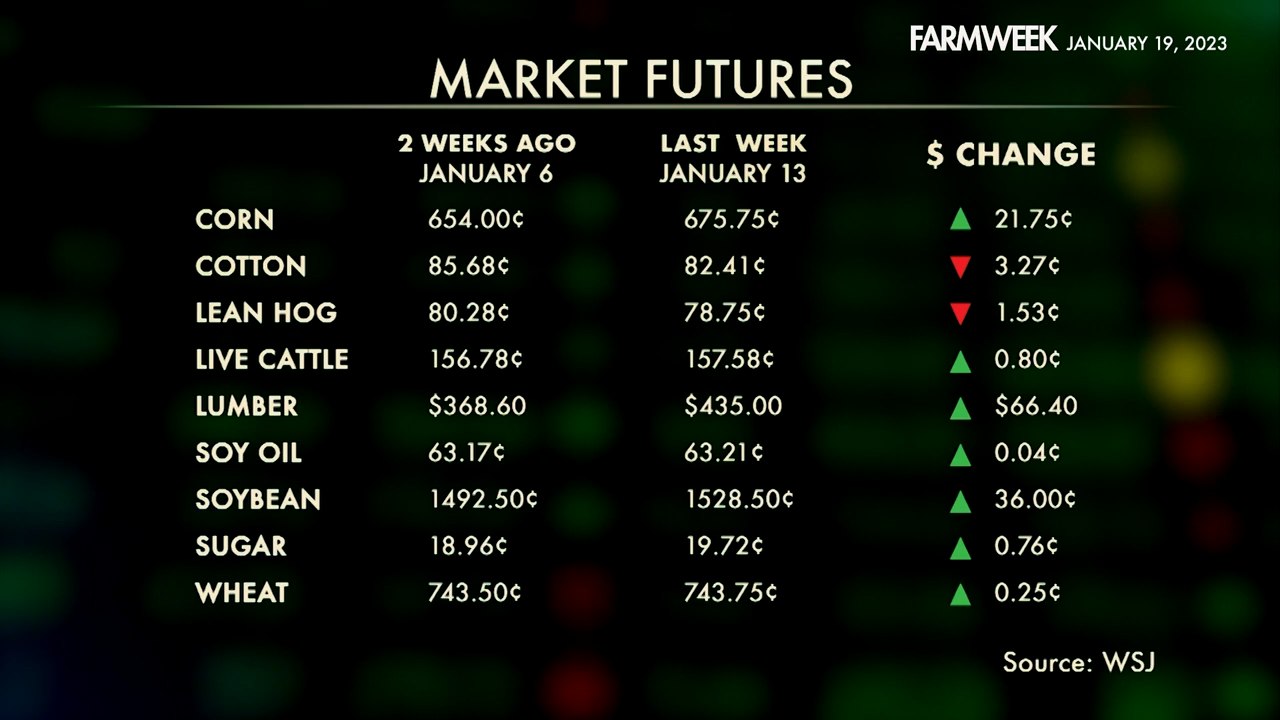 FARMWEEK JANUARY 19, 2023
MARKET FUTURES
2 WEEKS AGO LAST WEEK $ CHANGE
JANUARY 6 JANUARY 13
CORN 654.00¢ 675.75¢ ▲ 21.75¢
COTTON 85.68¢ 82.41¢ ▼ 3.27¢
LEAN HOG 80.28¢ 78.75¢ ▼ 1.53¢
LIVE CATTLE 156.78¢ 157.58¢ ▲ 0.80¢
LUMBER $368.60 $435.00 ▲ $66.40
SOY OIL 63.17¢ 63.21¢ ▲ 0.04¢
SOYBEAN 1492.50¢ 1528.50¢ ▲ 36.00¢
SUGAR 18.96¢ 19.72¢ ▲ 0.76¢
WHEAT 743.50¢ 743.75¢ ▲ 0.25¢
Source: WSJ